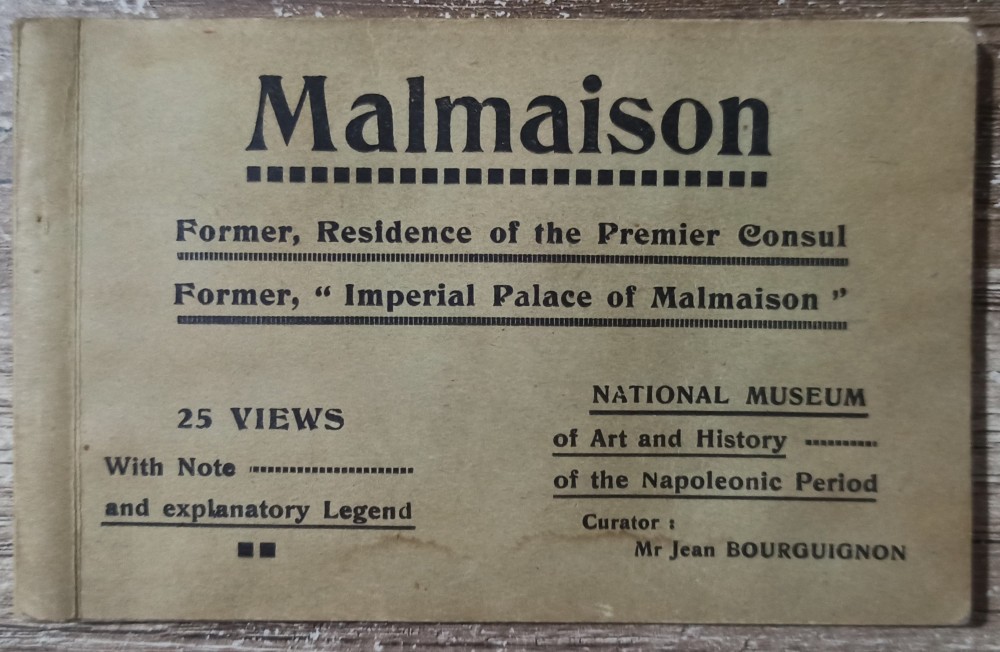 Malmaison
Former, Residence of the Premier Consul
Former, “ Imperial Palace of Malmaison ”
25 VIEWS
With Note
and explanatory Legend
NATIONAL MUSEUM
of Art and History
of the Napoleonic Period
Curator :
Mr Jean BOURGUIGNON